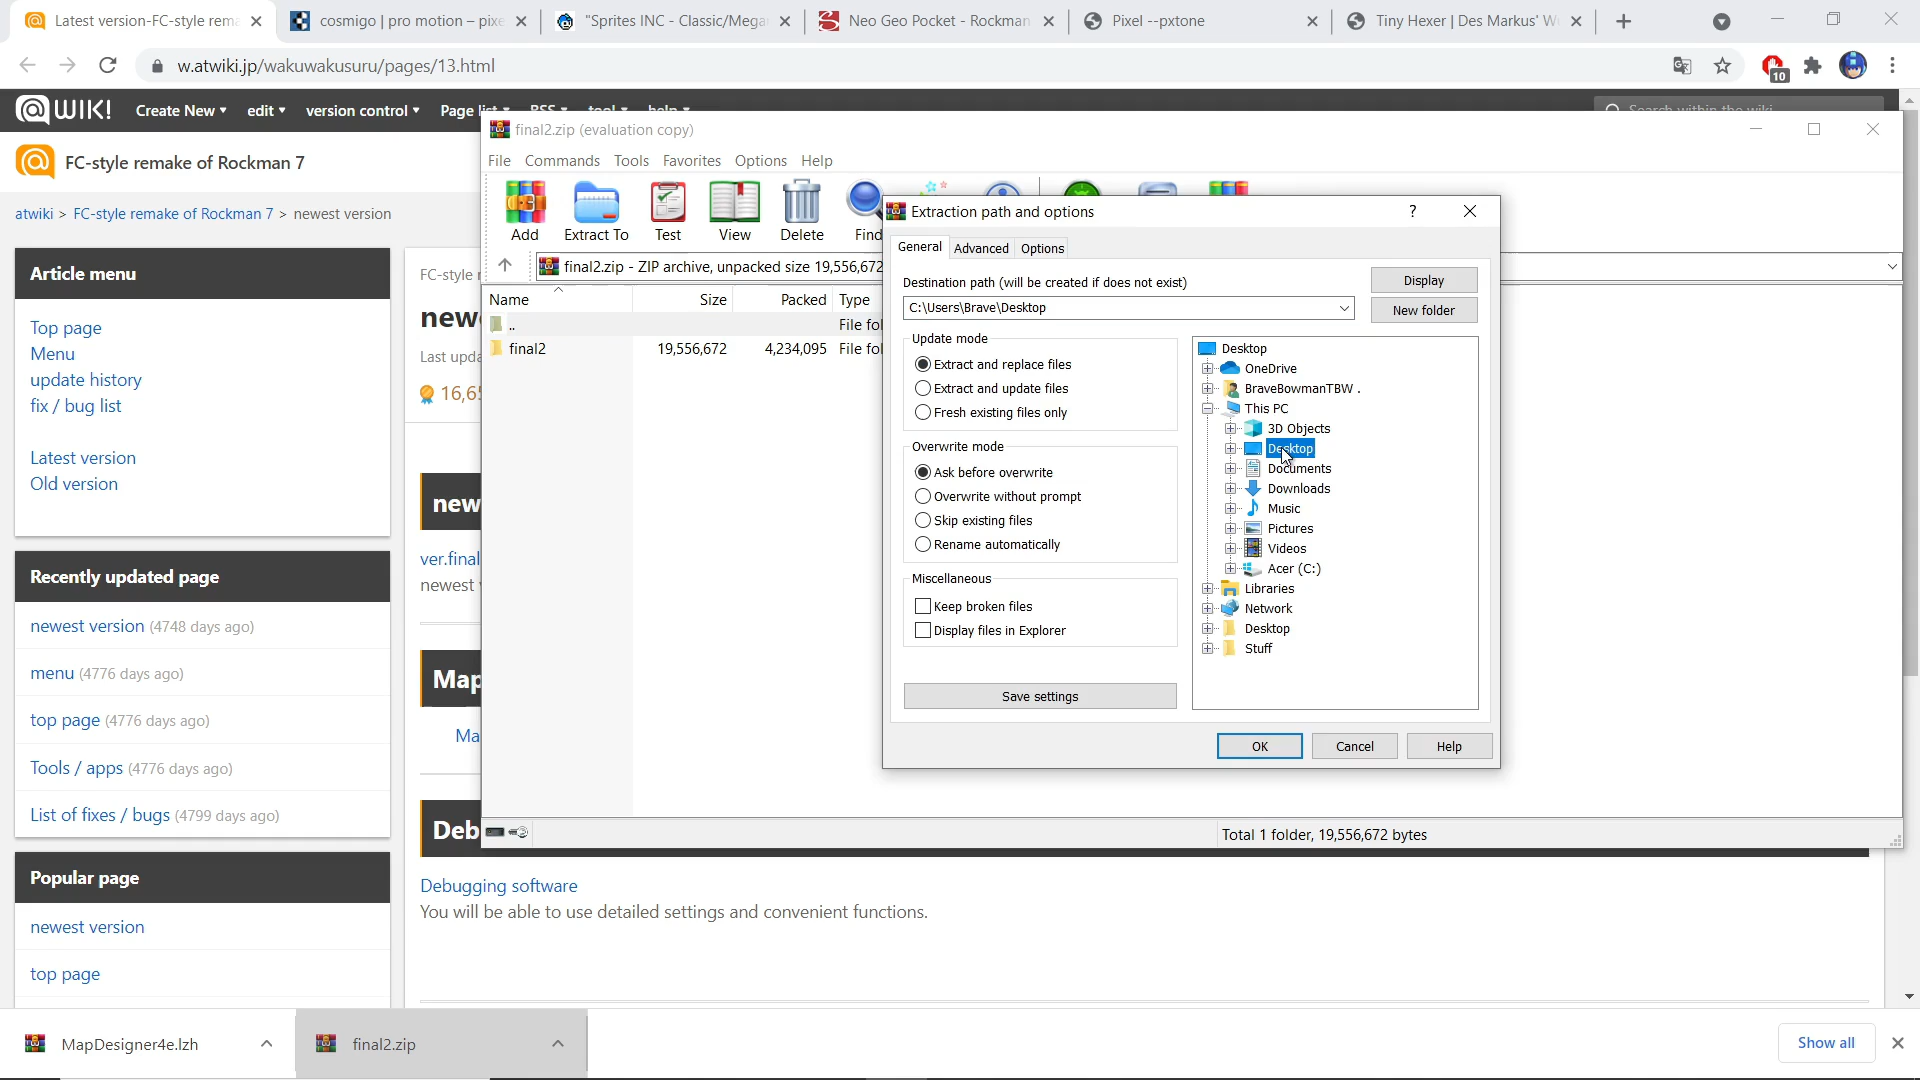 Latest version-FC-style rema
cosmigo | pro motion – pixe
"Sprites INC - Classic/Mega
Neo Geo Pocket - Rockman
Pixel --pxtone
Tiny Hexer | Des Markus' W
w.atwiki.jp/wakuwakusuru/pages/13.html
10
@WIKI
Create New
edit
version control
Page list
RSS
tool
help
Search within the wiki
FC-style remake of Rockman 7
atwiki > FC-style remake of Rockman 7 > newest version
Article menu
Top page
Menu
update history
fix / bug list
Latest version
Old version
Recently updated page
newest version (4748 days ago)
menu (4776 days ago)
top page (4776 days ago)
Tools / apps (4776 days ago)
List of fixes / bugs (4799 days ago)
Popular page
newest version
top page
FC-style
new
Last upda
16,65
new
ver.final
newest
Map
Ma
Deb
Debugging software
You will be able to use detailed settings and convenient functions.
final2.zip (evaluation copy)
File Commands Tools Favorites Options Help
Add
Extract To
Test
View
Delete
Find
final2.zip - ZIP archive, unpacked size 19,556,672
Name Size Packed Type
.. File fol
final2 19,556,672 4,234,095 File fol
Total 1 folder, 19,556,672 bytes
Extraction path and options
?
General Advanced Options
Destination path (will be created if does not exist)
C:\Users\Brave\Desktop
Display
New folder
Update mode
Extract and replace files
Extract and update files
Fresh existing files only
Overwrite mode
Ask before overwrite
Overwrite without prompt
Skip existing files
Rename automatically
Miscellaneous
Keep broken files
Display files in Explorer
Save settings
Desktop
OneDrive
BraveBowmanTBW .
This PC
3D Objects
Desktop
Documents
Downloads
Music
Pictures
Videos
Acer (C:)
Libraries
Network
Desktop
Stuff
OK
Cancel
Help
MapDesigner4e.lzh
final2.zip
Show all